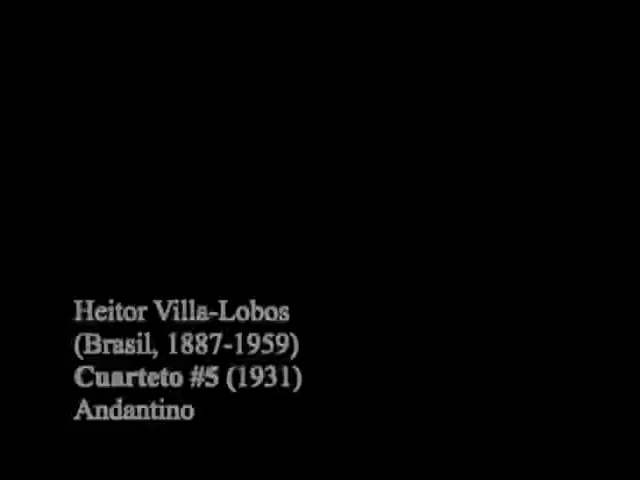 Heitor Villa-Lobos
(Brasil, 1887-1959)
Cuarteto #5 (1931)
Andantino